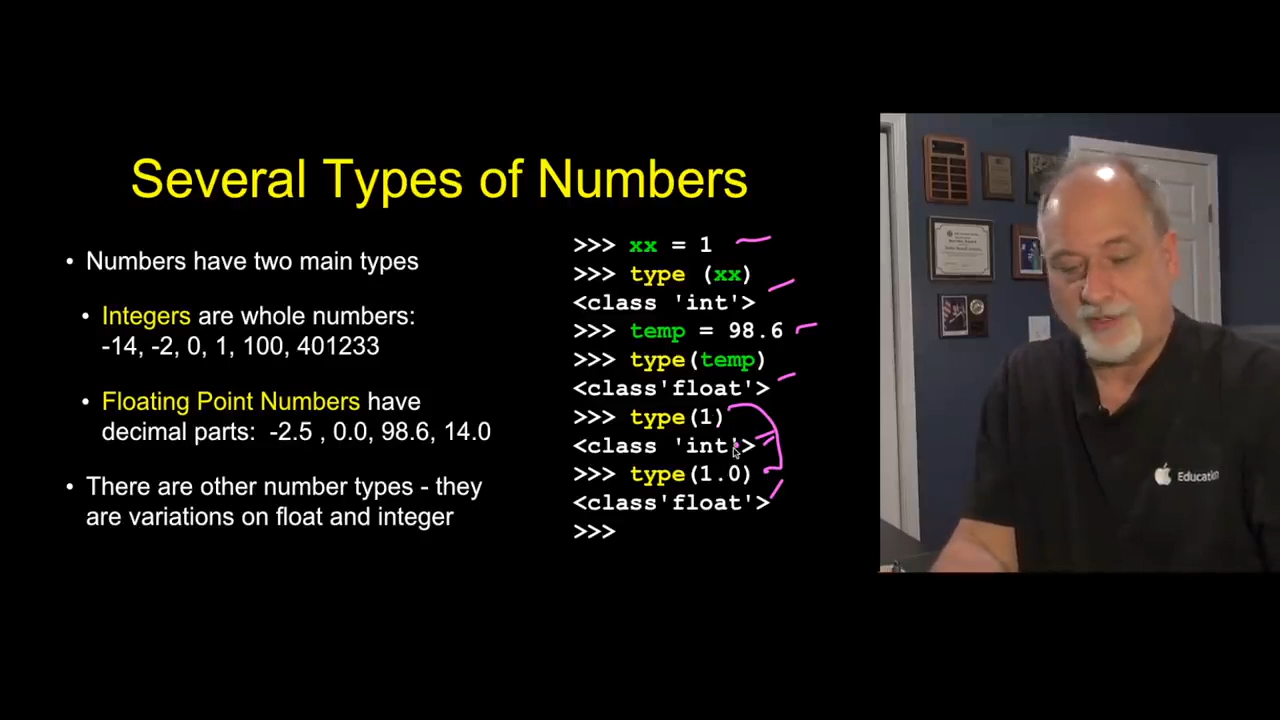 Several Types of Numbers
• Numbers have two main types
• Integers are whole numbers:
-14, -2, 0, 1, 100, 401233
• Floating Point Numbers have
decimal parts: -2.5 , 0.0, 98.6, 14.0
• There are other number types - they
are variations on float and integer
>>> xx = 1
>>> type (xx)
<class 'int'>
>>> temp = 98.6
>>> type(temp)
<class'float'>
>>> type(1)
<class 'int'>
>>> type(1.0)
<class'float'>
>>>
Education